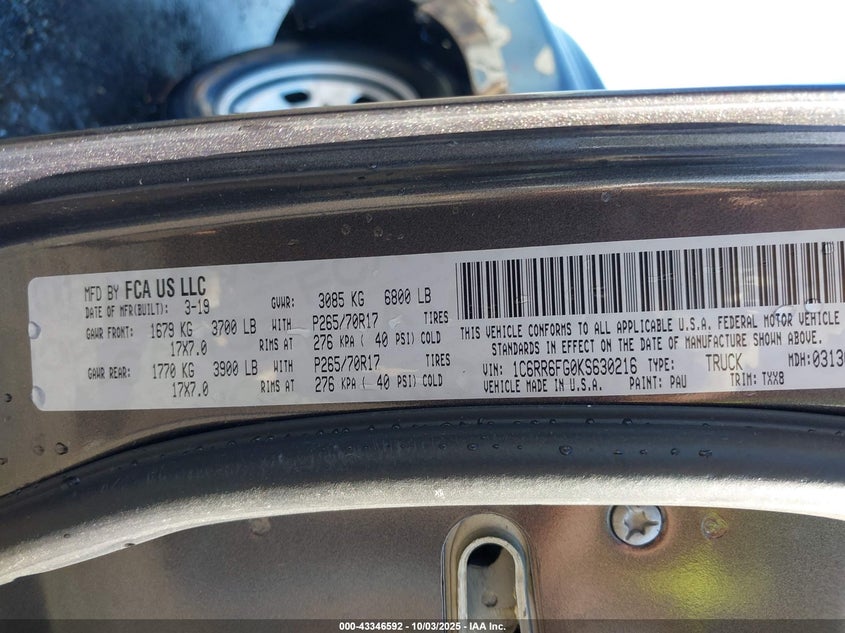 MFD BY FCA US LLC
DATE OF MFR(BUILT): 3-19 GVWR: 3085 KG 6800 LB
GAWR FRONT: 1679 KG 3700 LB WITH P265/70R17 TIRES
17X7.0 RIMS AT 276 KPA ( 40 PSI) COLD
GAWR REAR: 1770 KG 3900 LB WITH P265/70R17 TIRES
17X7.0 RIMS AT 276 KPA ( 40 PSI) COLD
THIS VEHICLE CONFORMS TO ALL APPLICABLE U.S.A. FEDERAL MOTOR VEHICLE
STANDARDS IN EFFECT ON THE DATE OF MANUFACTURE SHOWN ABOVE.
VIN: 1C6RR6FG0KS630216 TYPE: TRUCK MDH:
VEHICLE MADE IN U.S.A. PAINT: PAU TRIM: TXX8
000-43346592 - 10/03/2025 - IAA Inc.